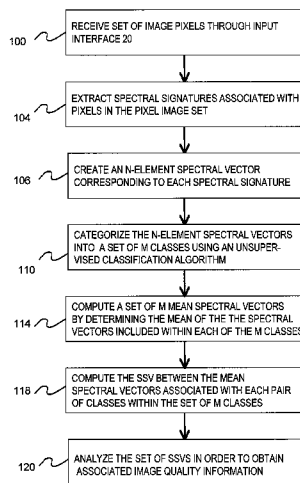 100
RECEIVE SET OF IMAGE PIXELS THROUGH INPUT
INTERFACE 20
104
EXTRACT SPECTRAL SIGNATURES ASSOCIATED WITH
PIXELS IN THE PIXEL IMAGE SET
106
CREATE AN N-ELEMENT SPECTRAL VECTOR
CORRESPONDING TO EACH SPECTRAL SIGNATURE
110
CATEGORIZE THE N-ELEMENT SPECTRAL VECTORS
INTO A SET OF M CLASSES USING AN UNSUPER-
VISED CLASSIFICATION ALGORITHM
114
COMPUTE A SET OF M MEAN SPECTRAL VECTORS
BY DETERMINING THE MEAN OF THE THE SPECTRAL
VECTORS INCLUDED WITHIN EACH OF THE M CLASSES
118
COMPUTE THE SSV BETWEEN THE MEAN
SPECTRAL VECTORS ASSOCIATED WITH EACH PAIR
OF CLASSES WITHIN THE SET OF M CLASSES
120
ANALYZE THE SET OF SSVS IN ORDER TO OBTAIN
ASSOCIATED IMAGE QUALITY INFORMATION